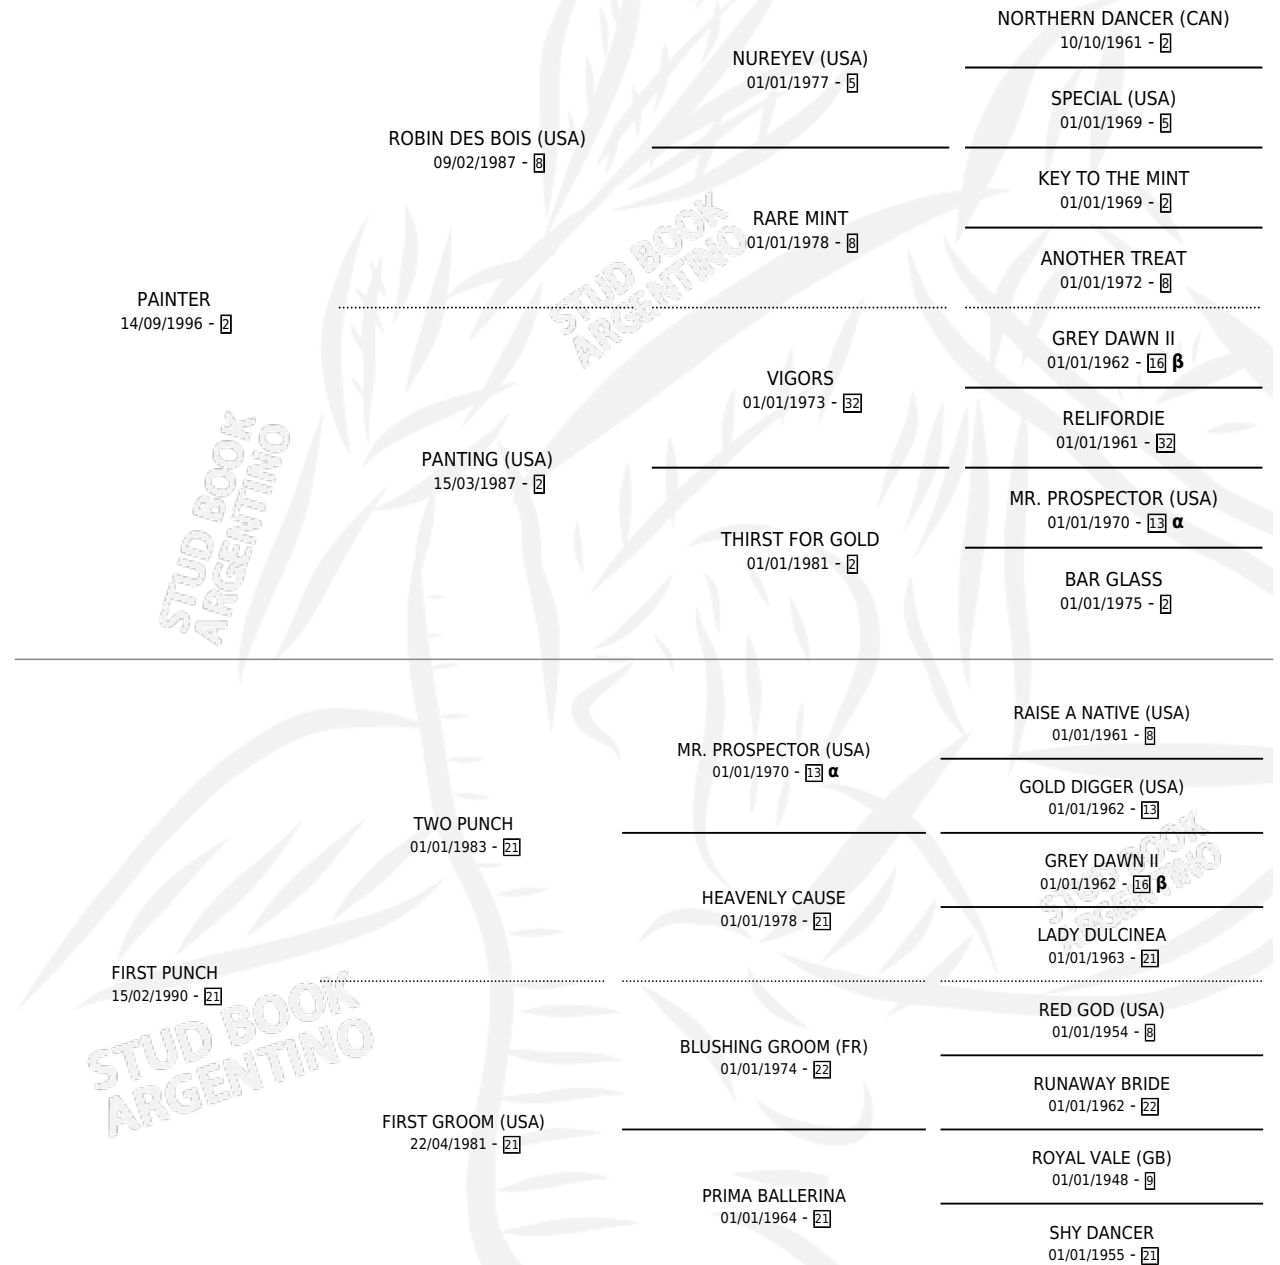 NORTHERN DANCER (CAN)
10/10/1961 - 2
NUREYEV (USA)
01/01/1977 - 5
SPECIAL (USA)
01/01/1969 - 5
ROBIN DES BOIS (USA)
09/02/1987 - 8
KEY TO THE MINT
01/01/1969 - 2
RARE MINT
01/01/1978 - 8
ANOTHER TREAT
01/01/1972 - 8
PAINTER
14/09/1996 - 2
GREY DAWN II
01/01/1962 - 16 β
VIGORS
01/01/1973 - 32
RELIFORDIE
01/01/1961 - 32
PANTING (USA)
15/03/1987 - 2
MR. PROSPECTOR (USA)
01/01/1970 - 13 α
THIRST FOR GOLD
01/01/1981 - 2
BAR GLASS
01/01/1975 - 2
RAISE A NATIVE (USA)
01/01/1961 - 8
MR. PROSPECTOR (USA)
01/01/1970 - 13 α
GOLD DIGGER (USA)
01/01/1962 - 13
TWO PUNCH
01/01/1983 - 21
GREY DAWN II
01/01/1962 - 16 β
HEAVENLY CAUSE
01/01/1978 - 21
LADY DULCINEA
01/01/1963 - 21
FIRST PUNCH
15/02/1990 - 21
RED GOD (USA)
01/01/1954 - 8
BLUSHING GROOM (FR)
01/01/1974 - 22
RUNAWAY BRIDE
01/01/1962 - 22
FIRST GROOM (USA)
22/04/1981 - 21
ROYAL VALE (GB)
01/01/1948 - 9
PRIMA BALLERINA
01/01/1964 - 21
SHY DANCER
01/01/1955 - 21
STUD BOOK
ARGENTINO
STUD BOOK
ARGENTINO
STUD BOOK
ARGENTINO
STUD BOOK
ARGENTINO